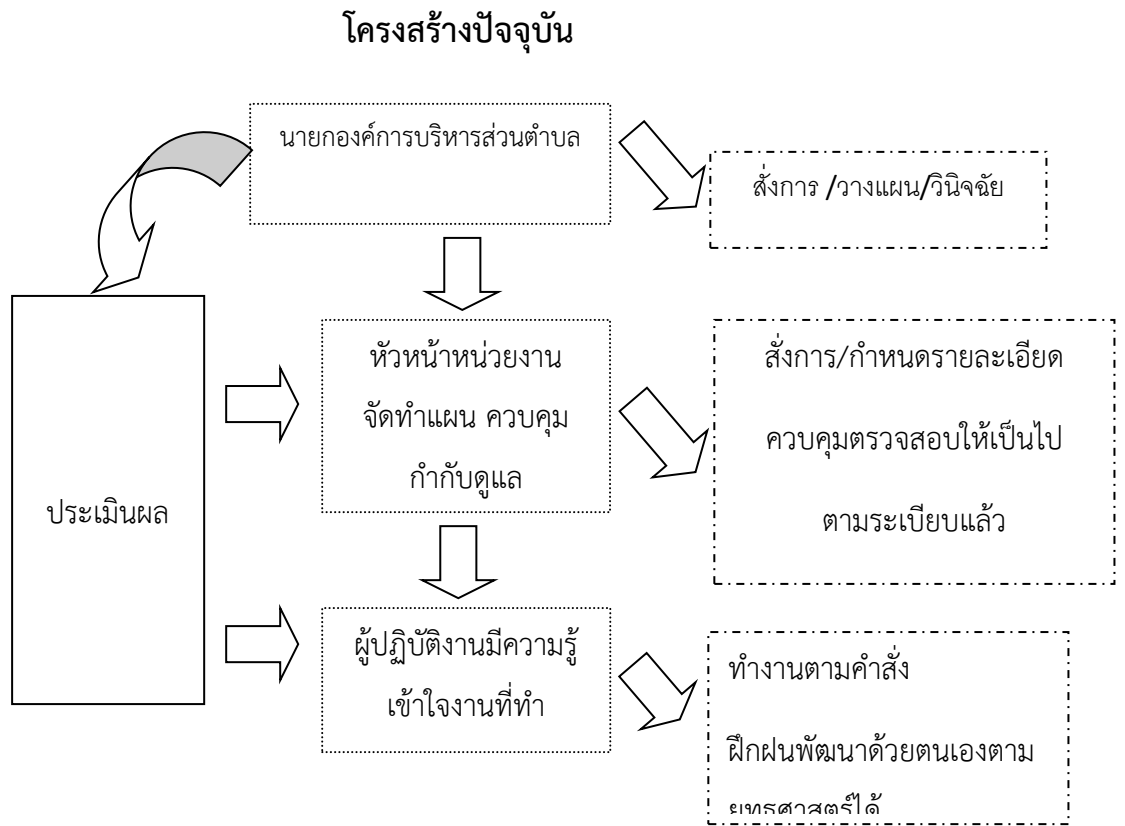 โครงสร้างปัจจุบัน
นายกองค์การบริหารส่วนตำบล
สั่งการ /วางแผน/วินิจฉัย
หัวหน้าหน่วยงาน
จัดทำแผน ควบคุม
กำกับดูแล
สั่งการ/กำหนดรายละเอียด
ควบคุมตรวจสอบให้เป็นไป
ตามระเบียบแล้ว
ประเมินผล
ผู้ปฏิบัติงานมีความรู้
เข้าใจงานที่ทำ
ทำงานตามคำสั่ง
ฝึกฝนพัฒนาด้วยตนเองตาม
ยุทธศาสตร์ได้